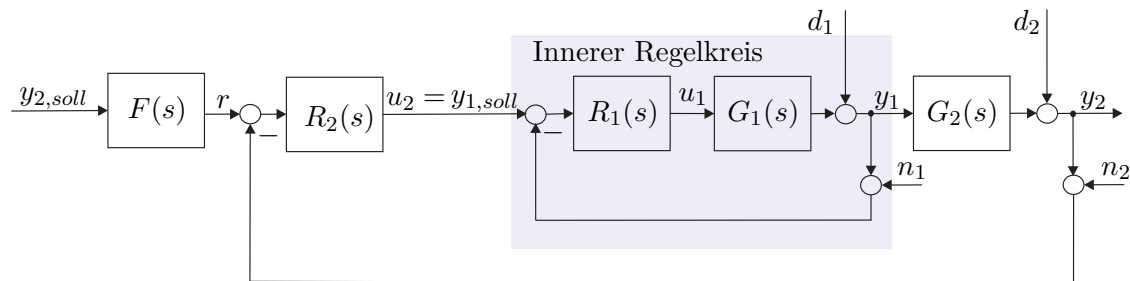 Innerer Regelkreis
d₁
d₂
y₂,soll
F(s)
r
R₂(s)
u₂ = y₁,soll
R₁(s)
u₁
G₁(s)
y₁
G₂(s)
y₂
−
−
n₁
n₂